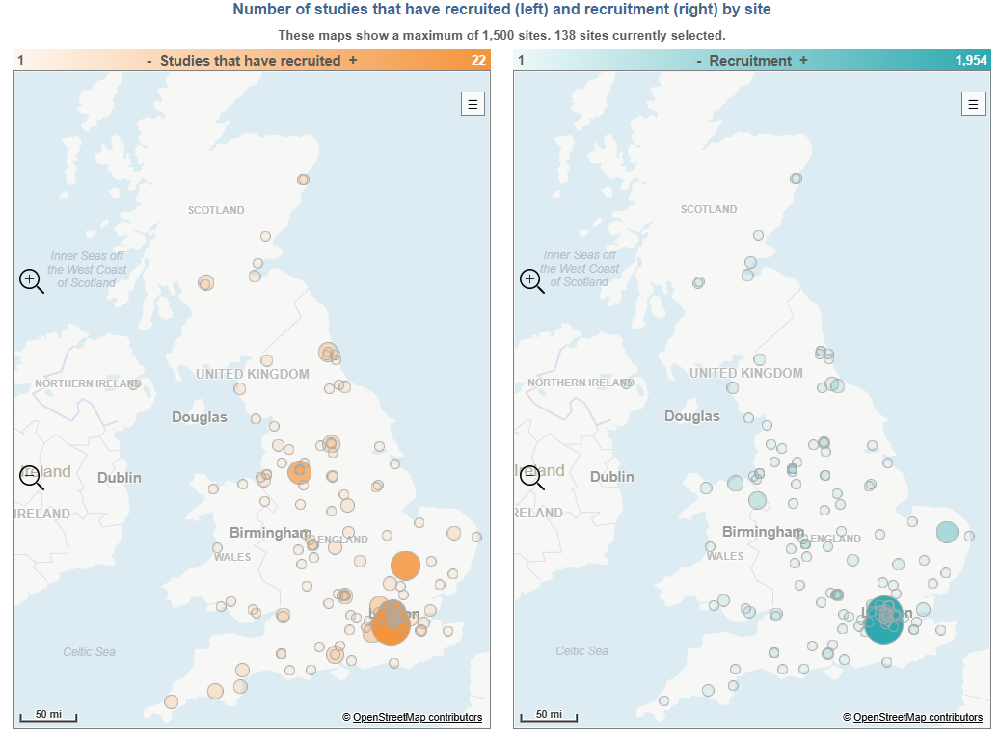 Number of studies that have recruited (left) and recruitment (right) by site
These maps show a maximum of 1,500 sites. 138 sites currently selected.
1 - Studies that have recruited + 22
1 - Recruitment + 1,954
SCOTLAND
Inner Seas off
the West Coast
of Scotland
UNITED KINGDOM
NORTHERN IRELAND
Douglas
Ireland
Dublin
IRELAND
Birmingham
ENGLAND
WALES
Celtic Sea
50 mi
© OpenStreetMap contributors
SCOTLAND
Inner Seas off
the West Coast
of Scotland
UNITED KINGDOM
NORTHERN IRELAND
Douglas
Ireland
Dublin
RELAND
Birmingham
ENGLAND
WALES
Celtic Sea
50 mi
© OpenStreetMap contributors